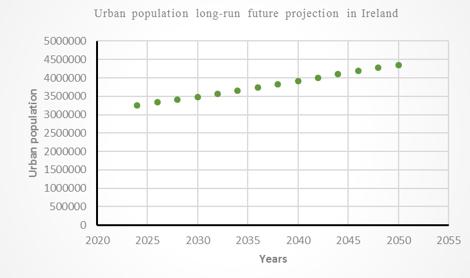 Urban population long-run future projection in Ireland
5000000
4500000
4000000
3500000
3000000
2500000
2000000
1500000
1000000
500000
0
Urban population
2020 2025 2030 2035 2040 2045 2050 2055
Years